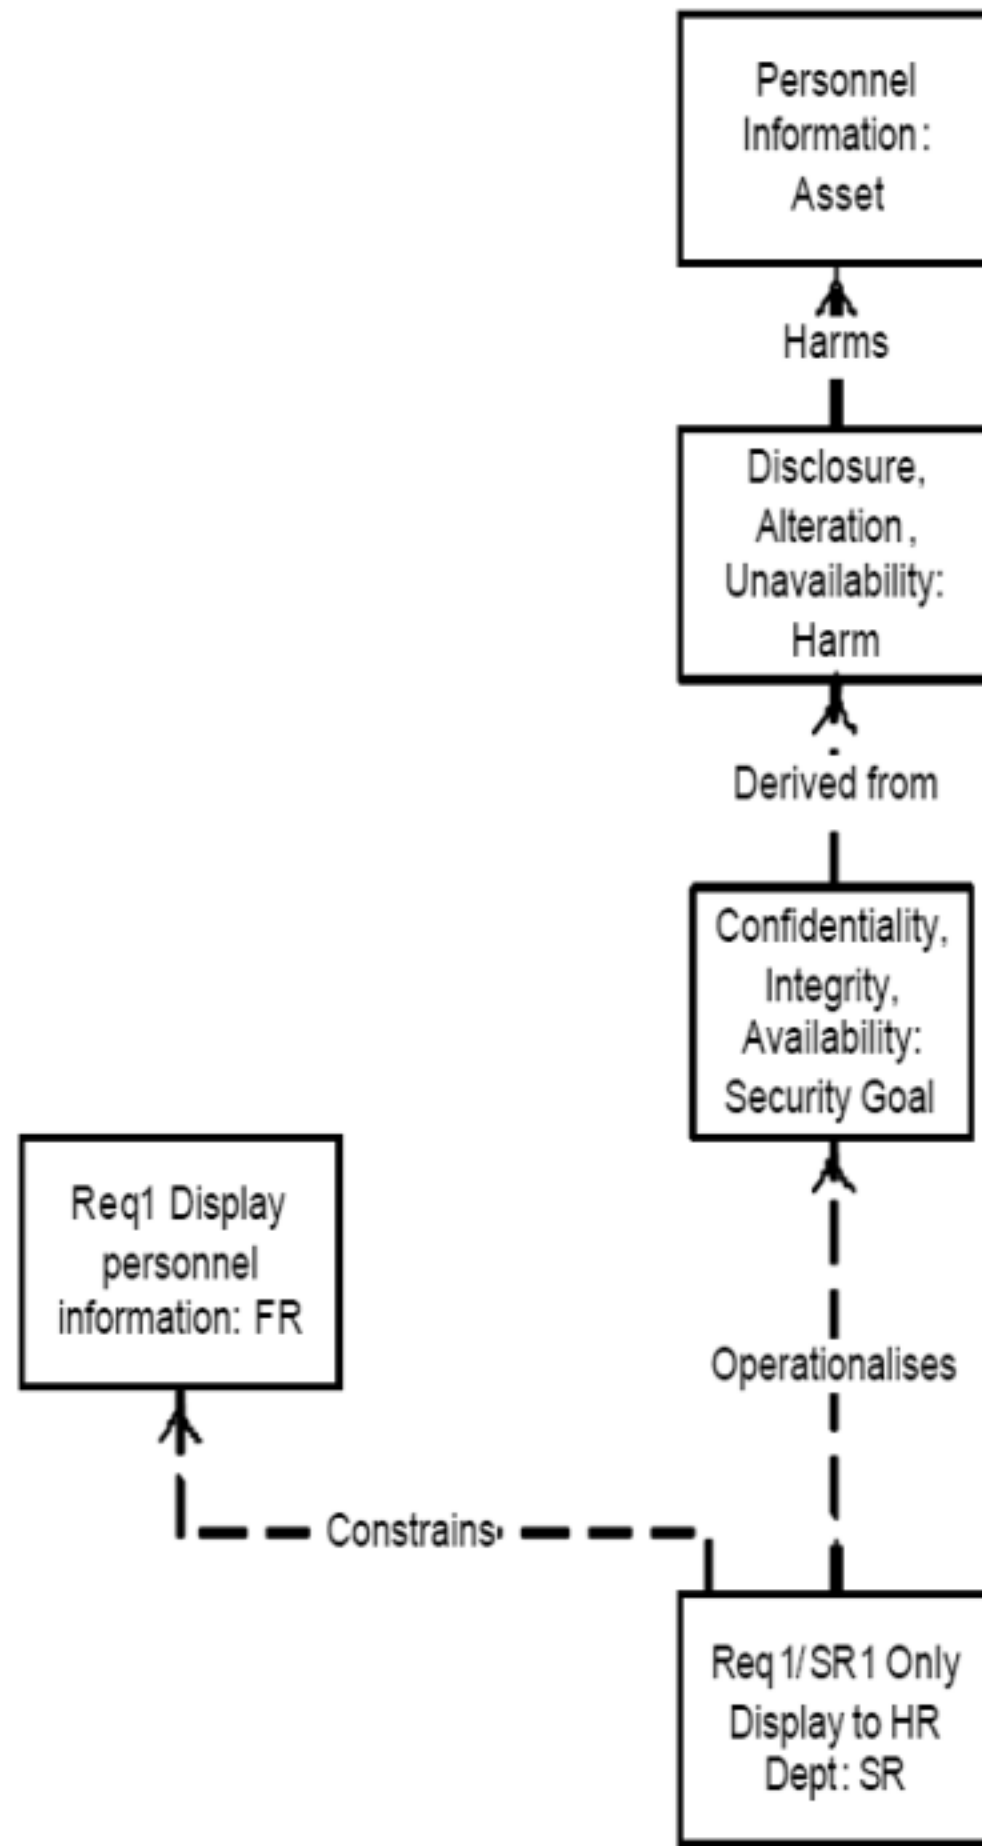 Personnel
Information:
Asset
Harms
Disclosure,
Alteration,
Unavailability:
Harm
Derived from
Confidentiality,
Integrity,
Availability:
Security Goal
Req1 Display
personnel
information: FR
Operationalises
Constrains
Req1/SR1 Only
Display to HR
Dept: SR